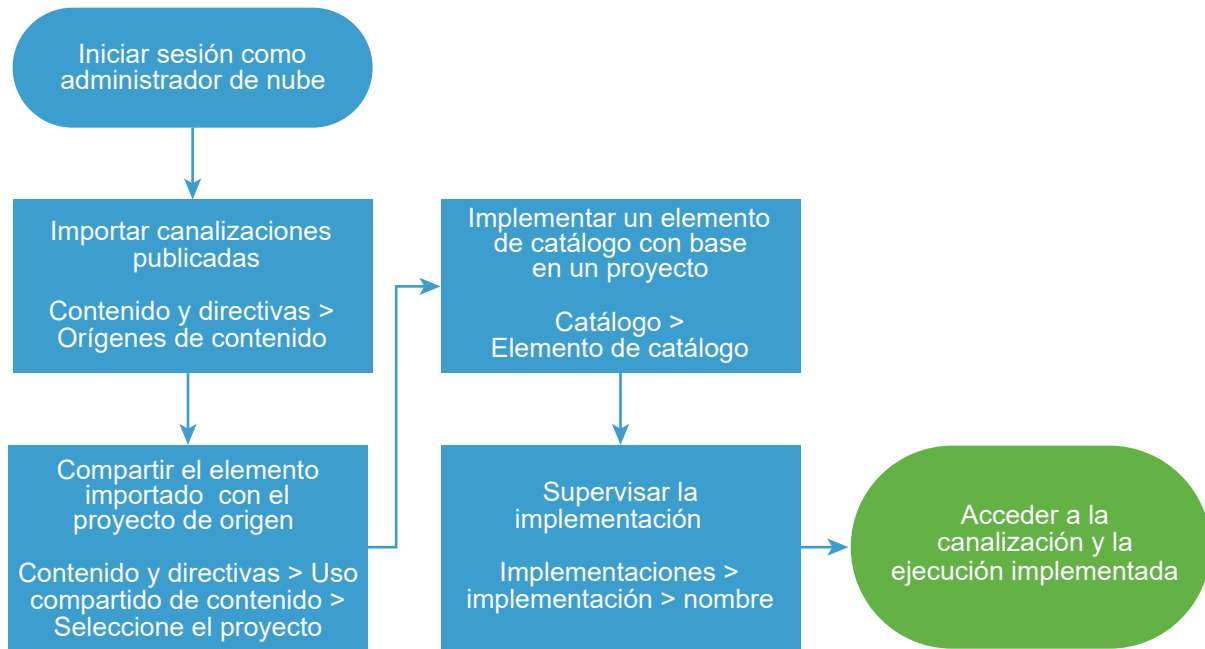 Iniciar sesión como
administrador de nube
Importar canalizaciones
publicadas
Contenido y directivas >
Orígenes de contenido
Compartir el elemento
importado con el
proyecto de origen
Contenido y directivas > Uso
compartido de contenido >
Seleccione el proyecto
Implementar un elemento
de catálogo con base
en un proyecto
Catálogo >
Elemento de catálogo
Supervisar la
implementación
Implementaciones >
implementación > nombre
Acceder a la
canalización y la
ejecución implementada